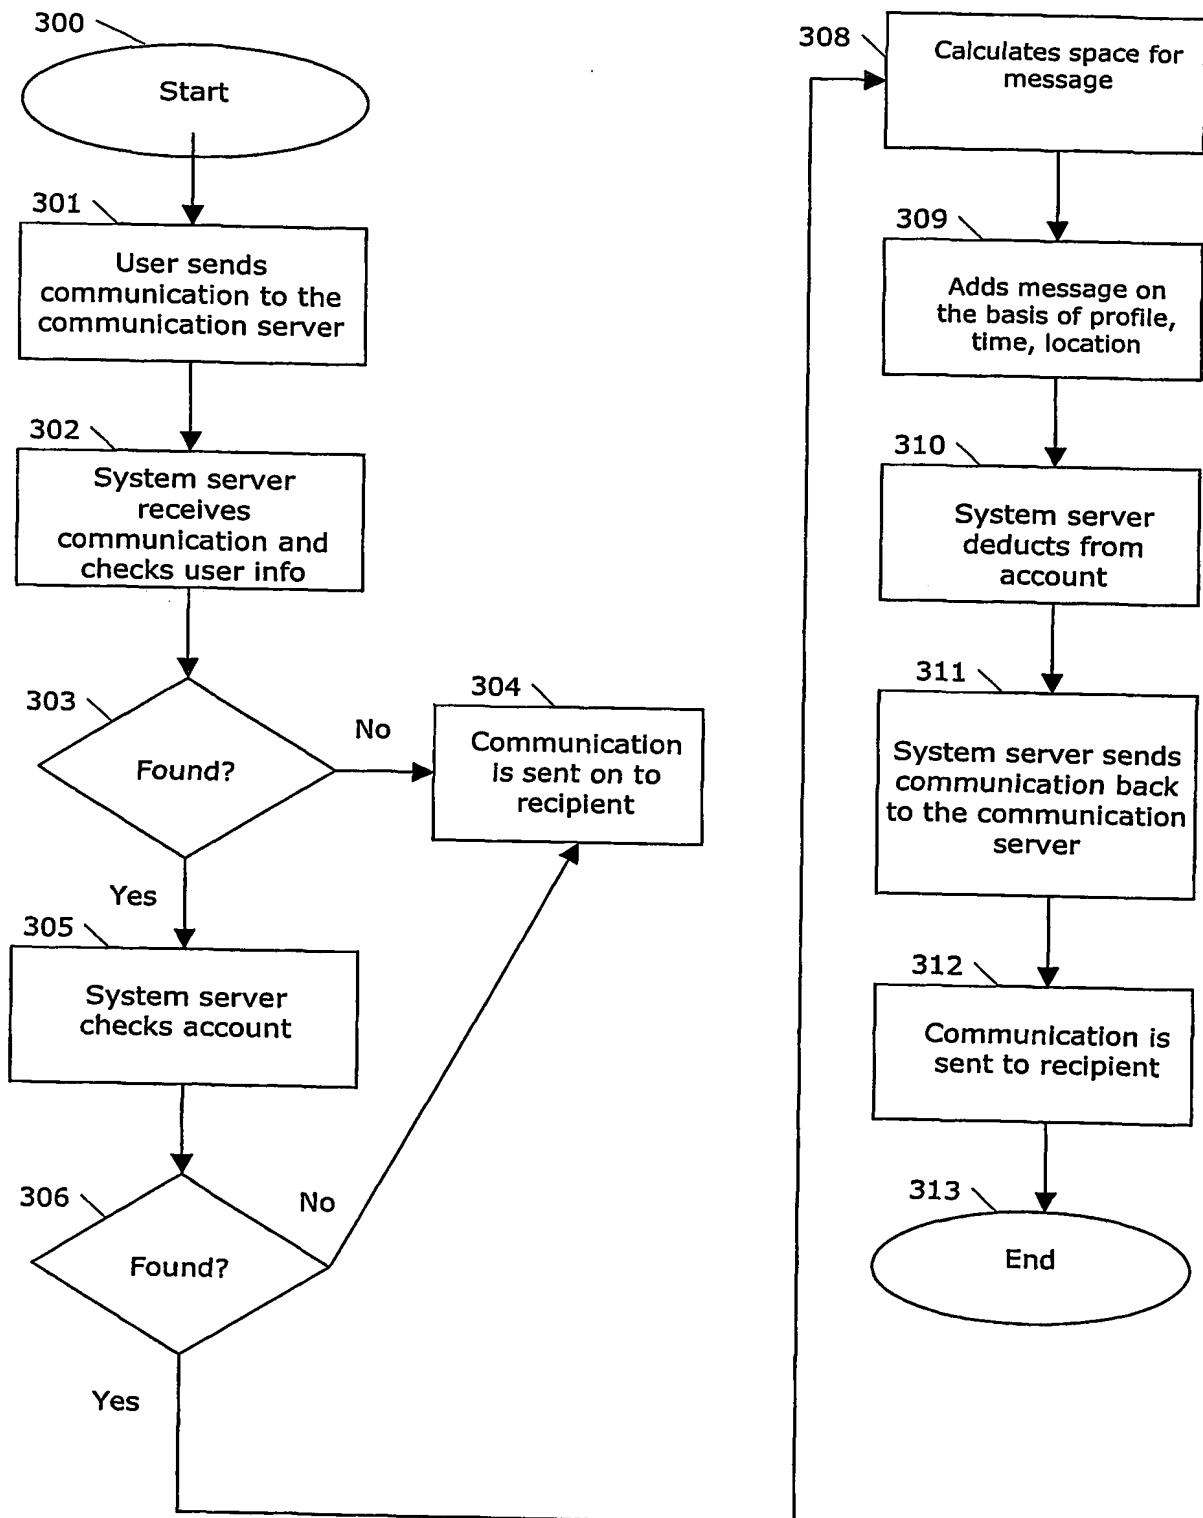 300
Start
301
User sends
communication to the
communication server
302
System server
receives
communication and
checks user info
303
Found?
No
304
Communication
is sent on to
recipient
Yes
305
System server
checks account
306
Found?
No
Yes
308
Calculates space for
message
309
Adds message on
the basis of profile,
time, location
310
System server
deducts from
account
311
System server sends
communication back
to the communication
server
312
Communication is
sent to recipient
313
End